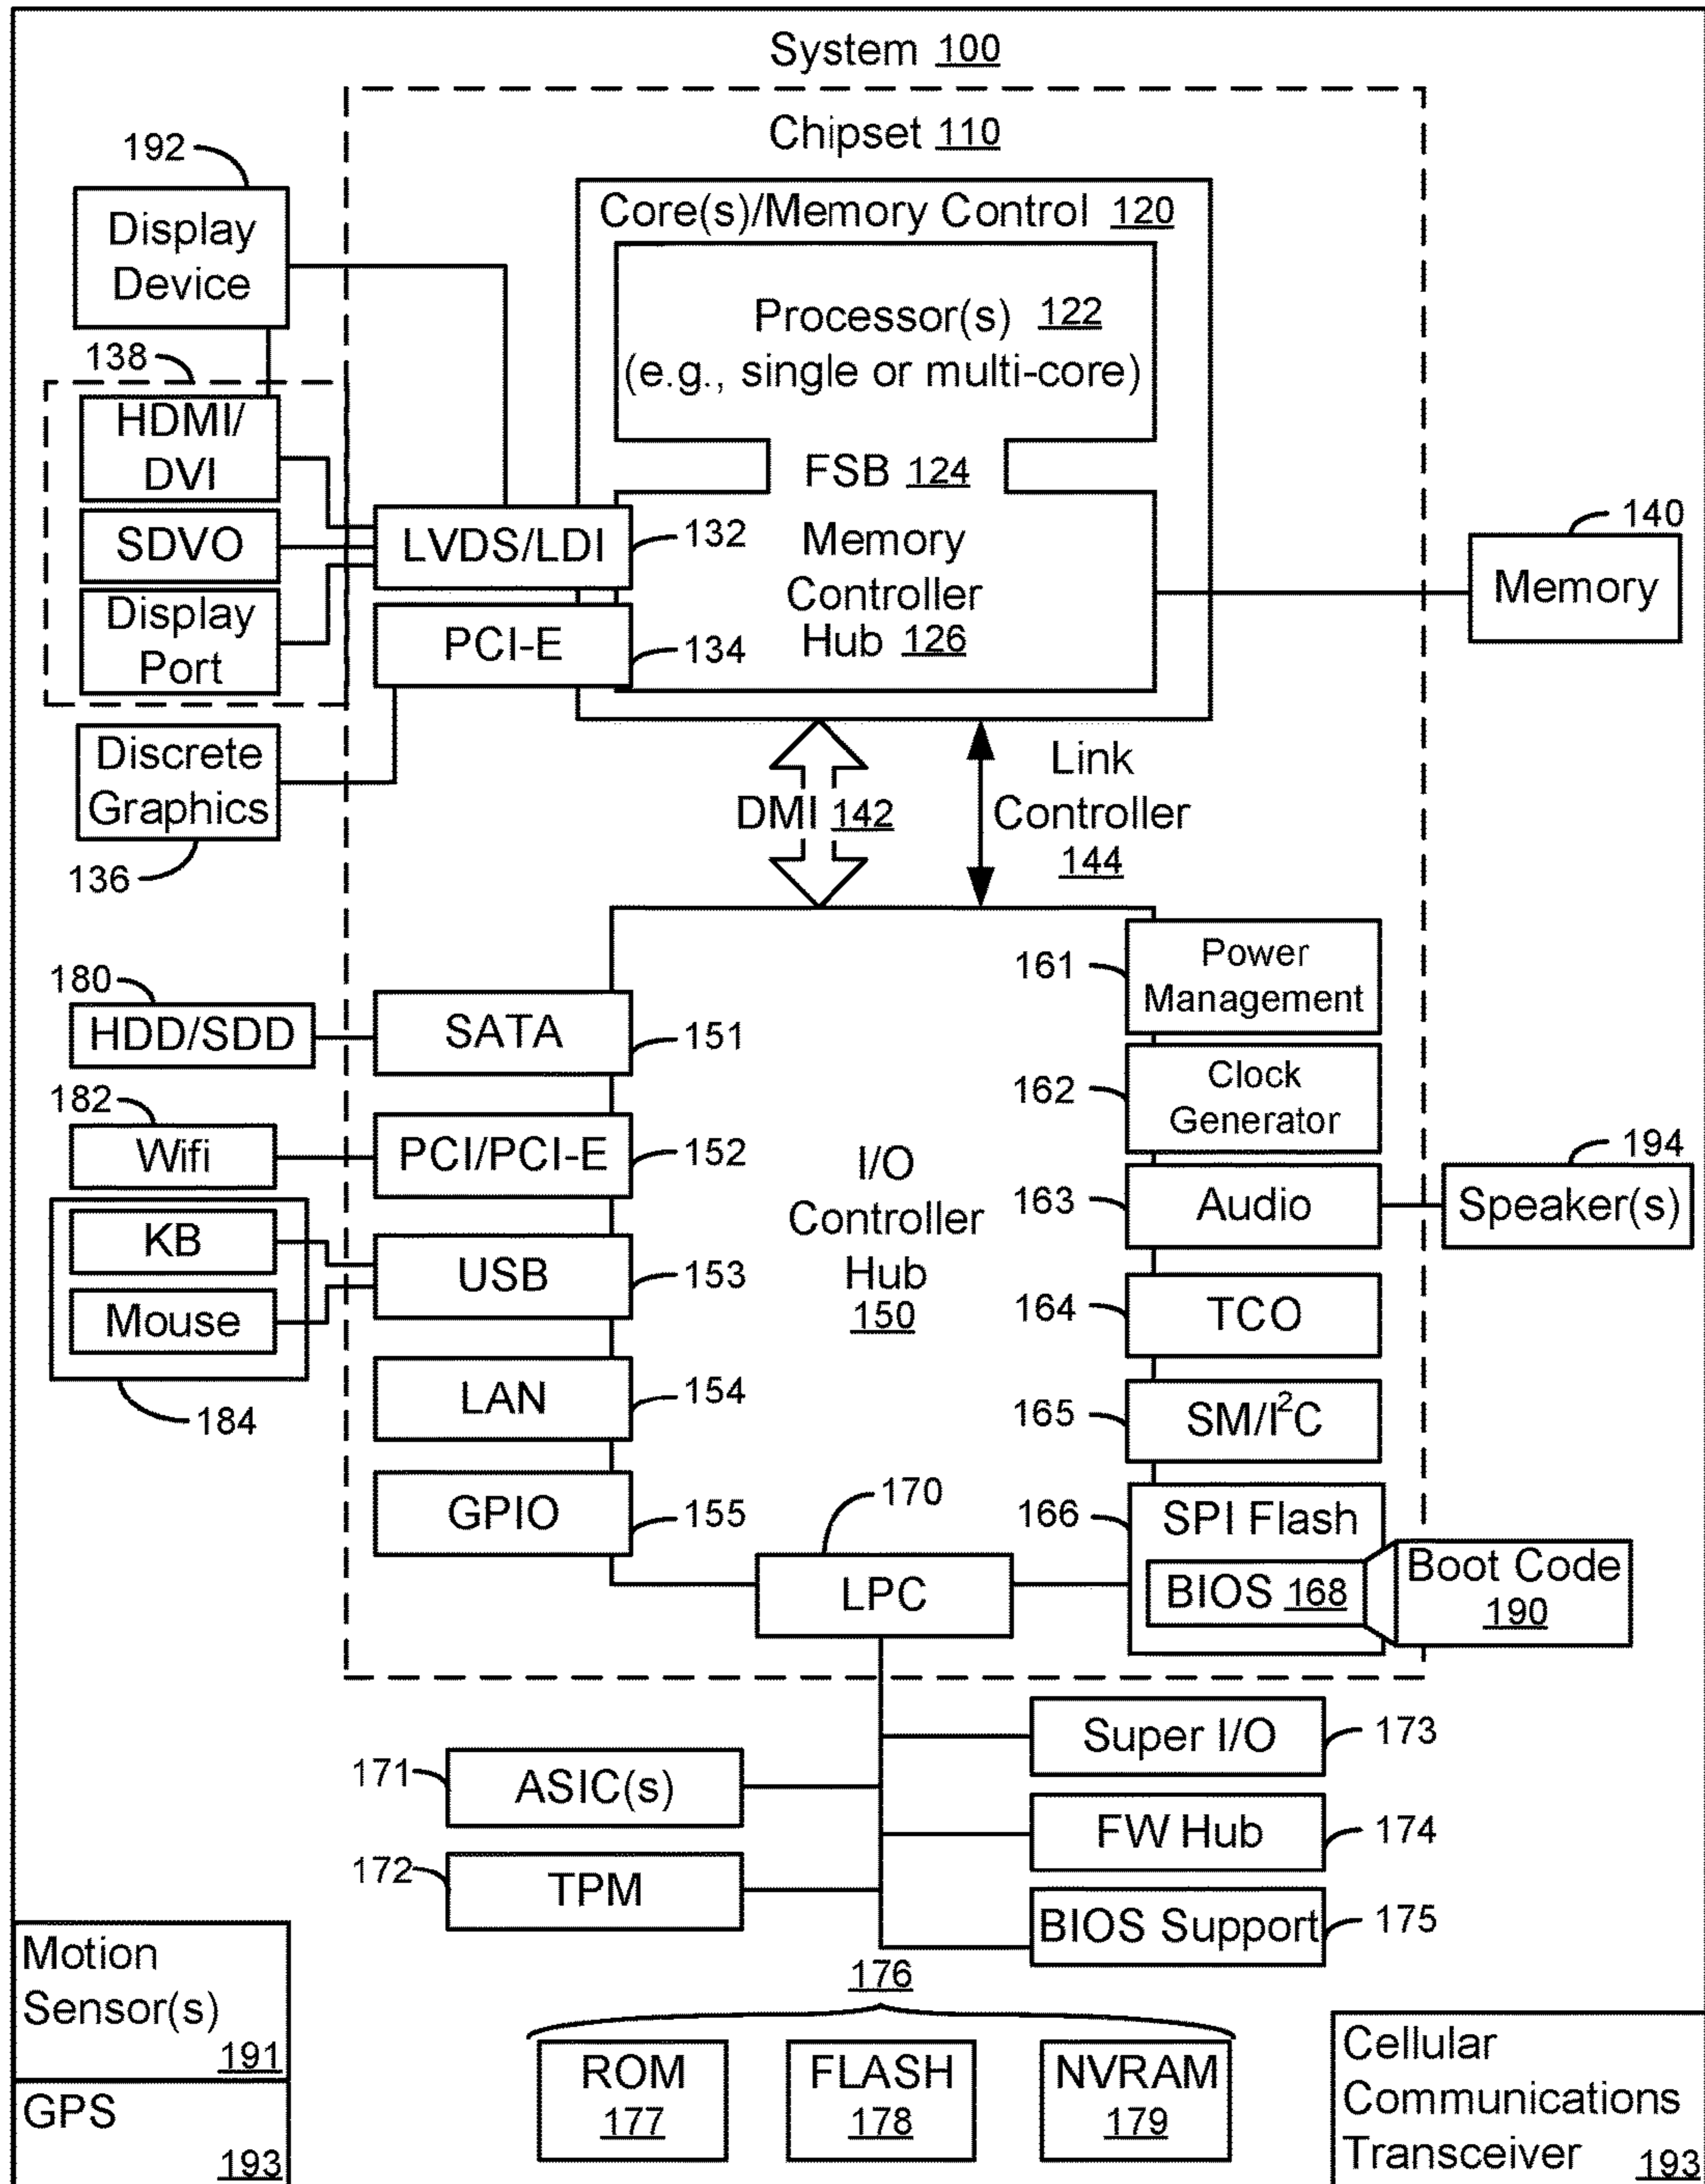 System 100
Chipset 110
192
Display
Device
Core(s)/Memory Control 120
Processor(s) 122
(e.g., single or multi-core)
138
HDMI/
DVI
SDVO
Display
Port
FSB 124
LVDS/LDI
132
PCI-E
134
Memory
Controller
Hub 126
140
Memory
Discrete
Graphics
136
DMI 142
Link
Controller
144
180
HDD/SDD
SATA
151
182
Wifi
PCI/PCI-E
152
KB
Mouse
184
USB
153
LAN
154
GPIO
155
I/O
Controller
Hub
150
161
Power
Management
162
Clock
Generator
163
Audio
194
Speaker(s)
164
TCO
165
SM/I²C
166
SPI Flash
BIOS 168
Boot Code
190
170
LPC
171
ASIC(s)
172
TPM
Super I/O
173
FW Hub
174
BIOS Support
175
176
ROM
177
FLASH
178
NVRAM
179
Motion
Sensor(s)
191
GPS
193
Cellular
Communications
Transceiver 193